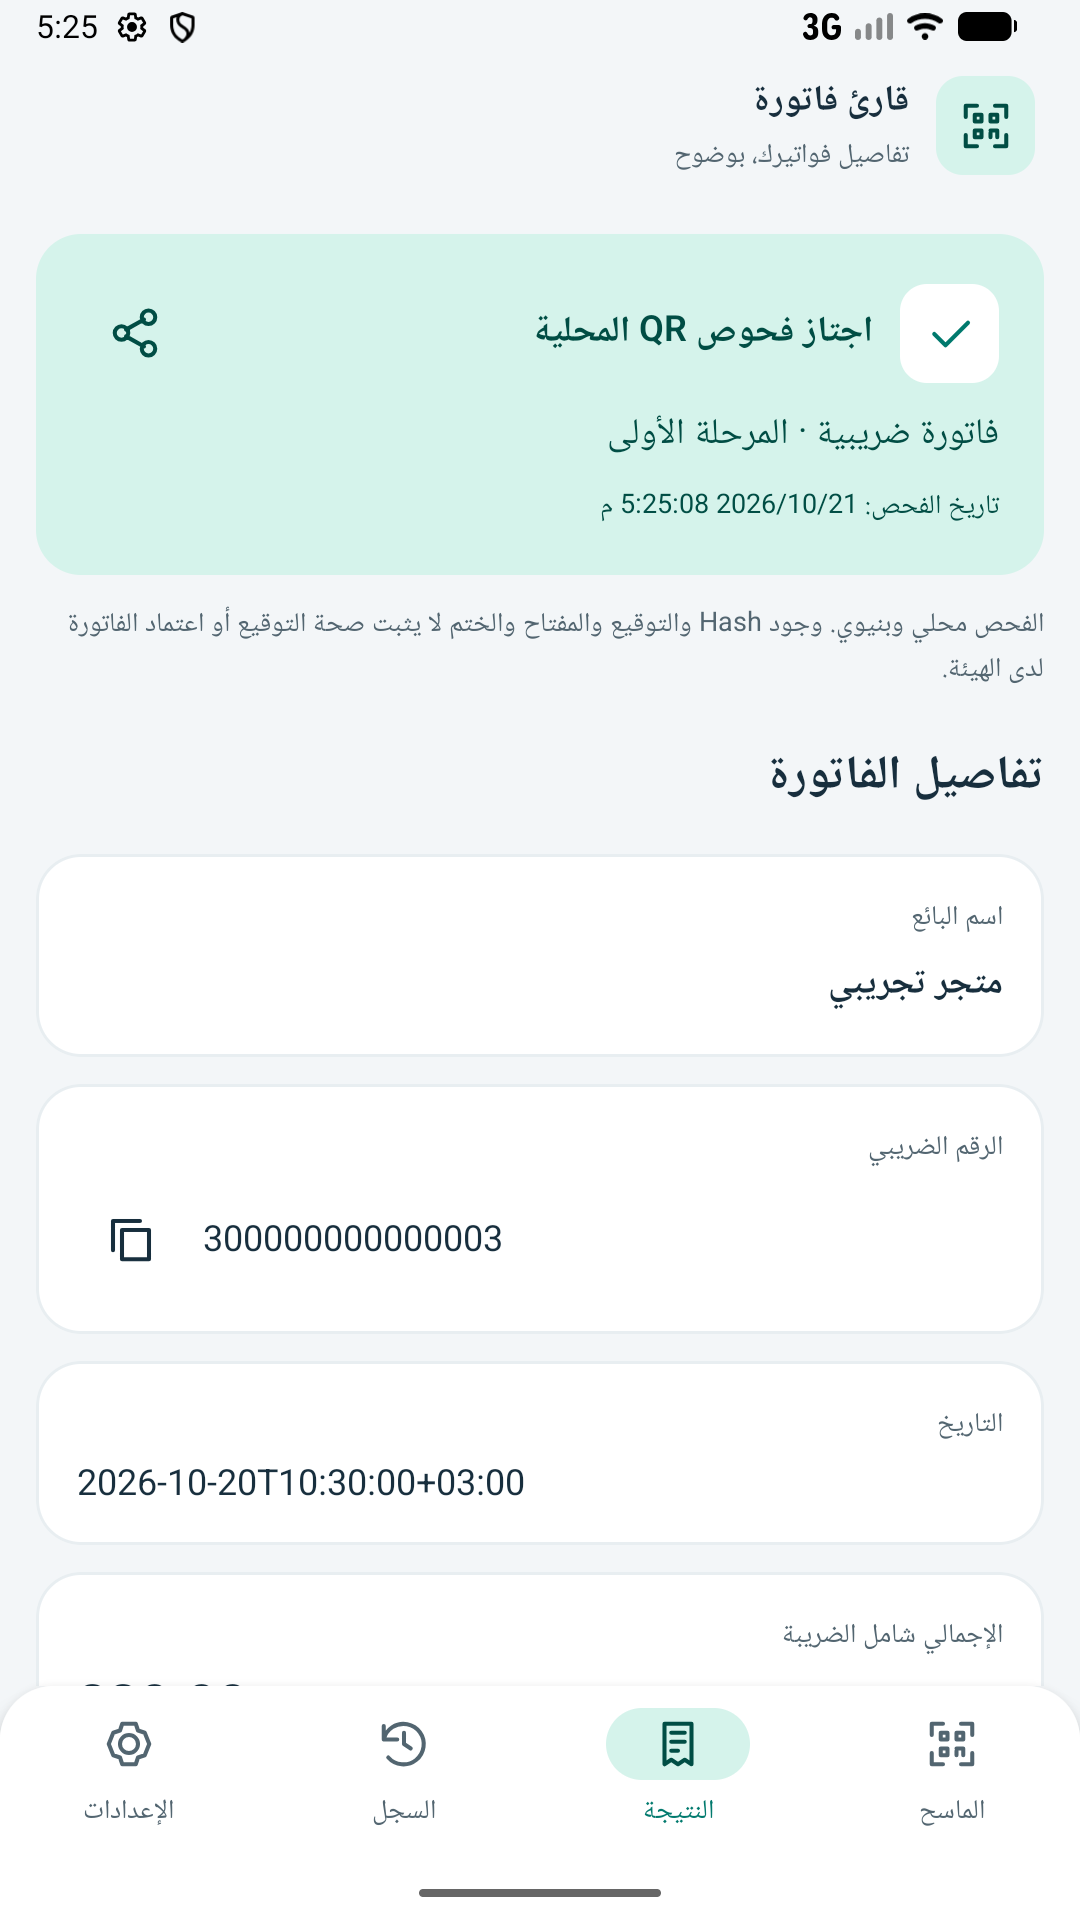 5:25
3G
قارئ فاتورة
تفاصيل فواتيرك، بوضوح
اجتاز فحوص QR المحلية
فاتورة ضريبية · المرحلة الأولى
تاريخ الفحص: 2026/10/21 5:25:08 م
الفحص محلي وبنيوي. وجود Hash والتوقيع والمفتاح والختم لا يثبت صحة التوقيع أو اعتماد الفاتورة
لدى الهيئة.
تفاصيل الفاتورة
اسم البائع
متجر تجريبي
الرقم الضريبي
300000000000003
التاريخ
2026-10-20T10:30:00+03:00
الإجمالي شامل الضريبة
الماسح
النتيجة
السجل
الإعدادات